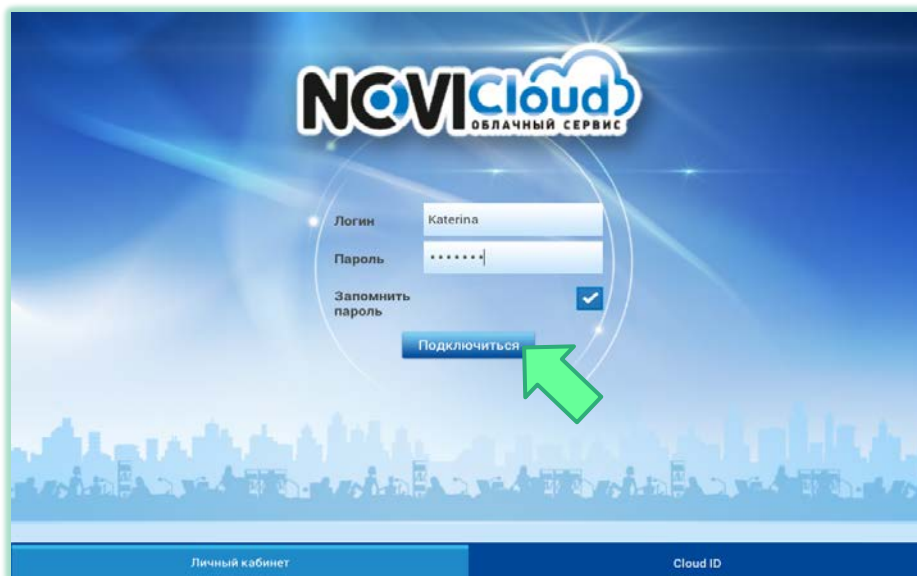 NOVICloud
ОБЛАЧНЫЙ СЕРВИС
Логин Katerina
Пароль •••••••
Запомнить
пароль
Подключиться
Личный кабинет Cloud ID